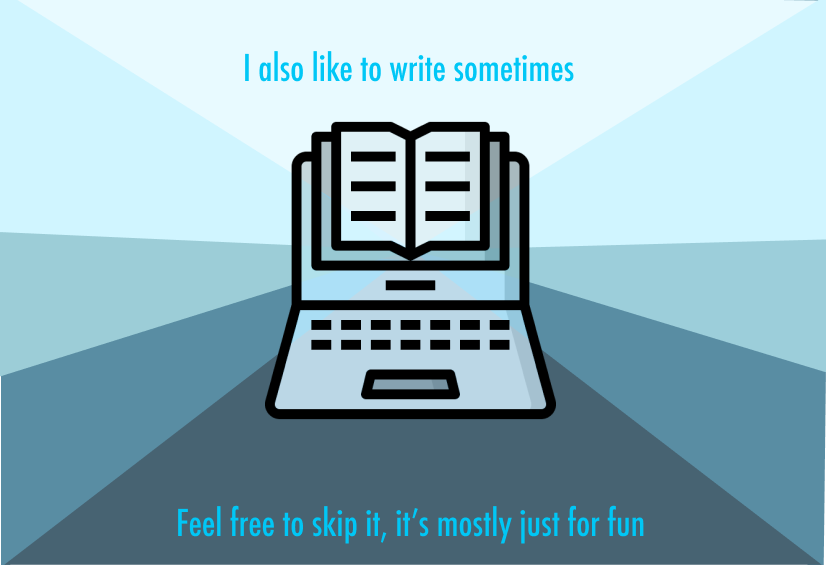 I also like to write sometimes
Feel free to skip it, it’s mostly just for fun